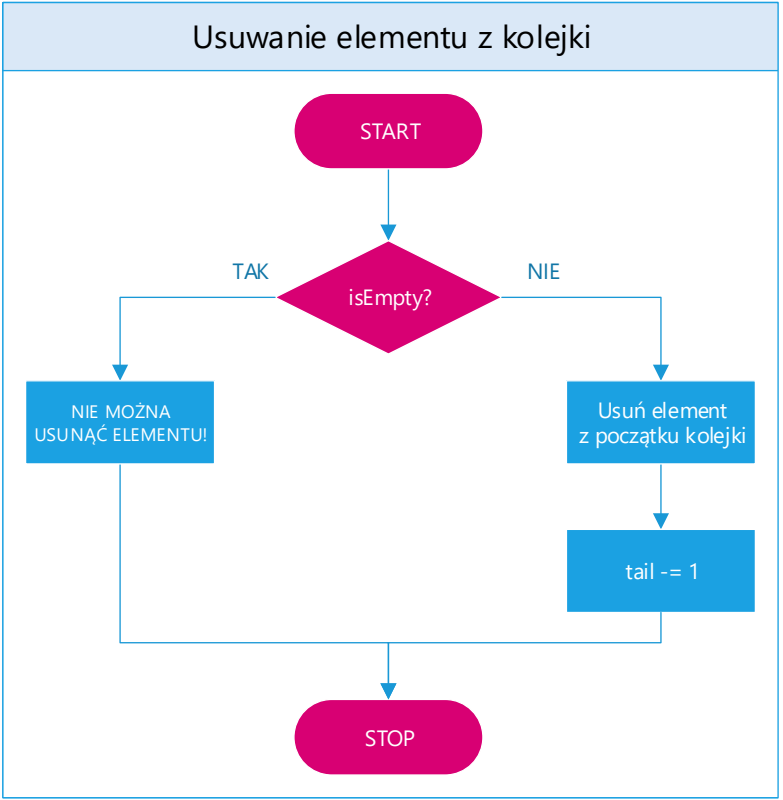 Usuwanie elementu z kolejki
START
TAK
NIE
isEmpty?
NIE MOŻNA
USUNĄĆ ELEMENTU!
Usuń element
z początku kolejki
tail -= 1
STOP